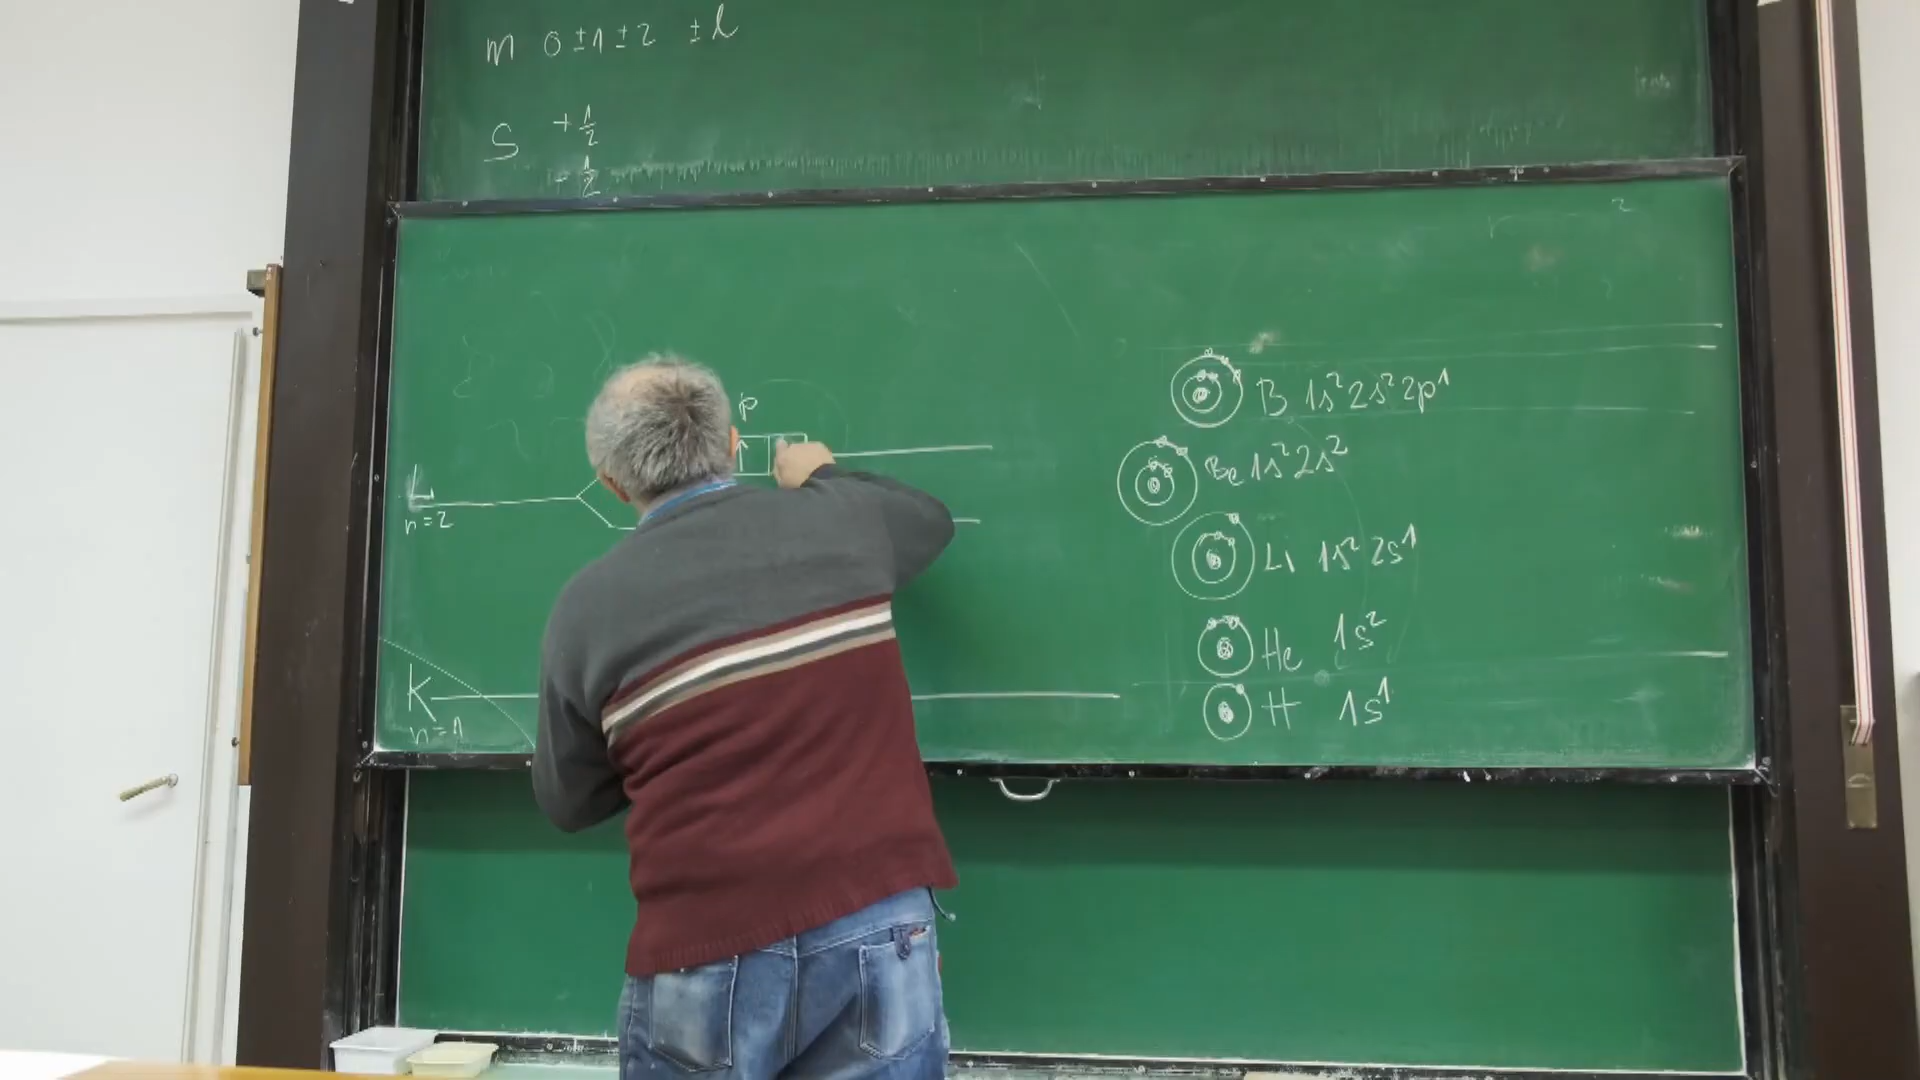 m 0 ±1 ±2 ±l
S +1/2
-1/2
p
L
n=2
K
n=1
B 1s² 2s² 2p¹
Be 1s² 2s²
Li 1s² 2s¹
He 1s²
H 1s¹